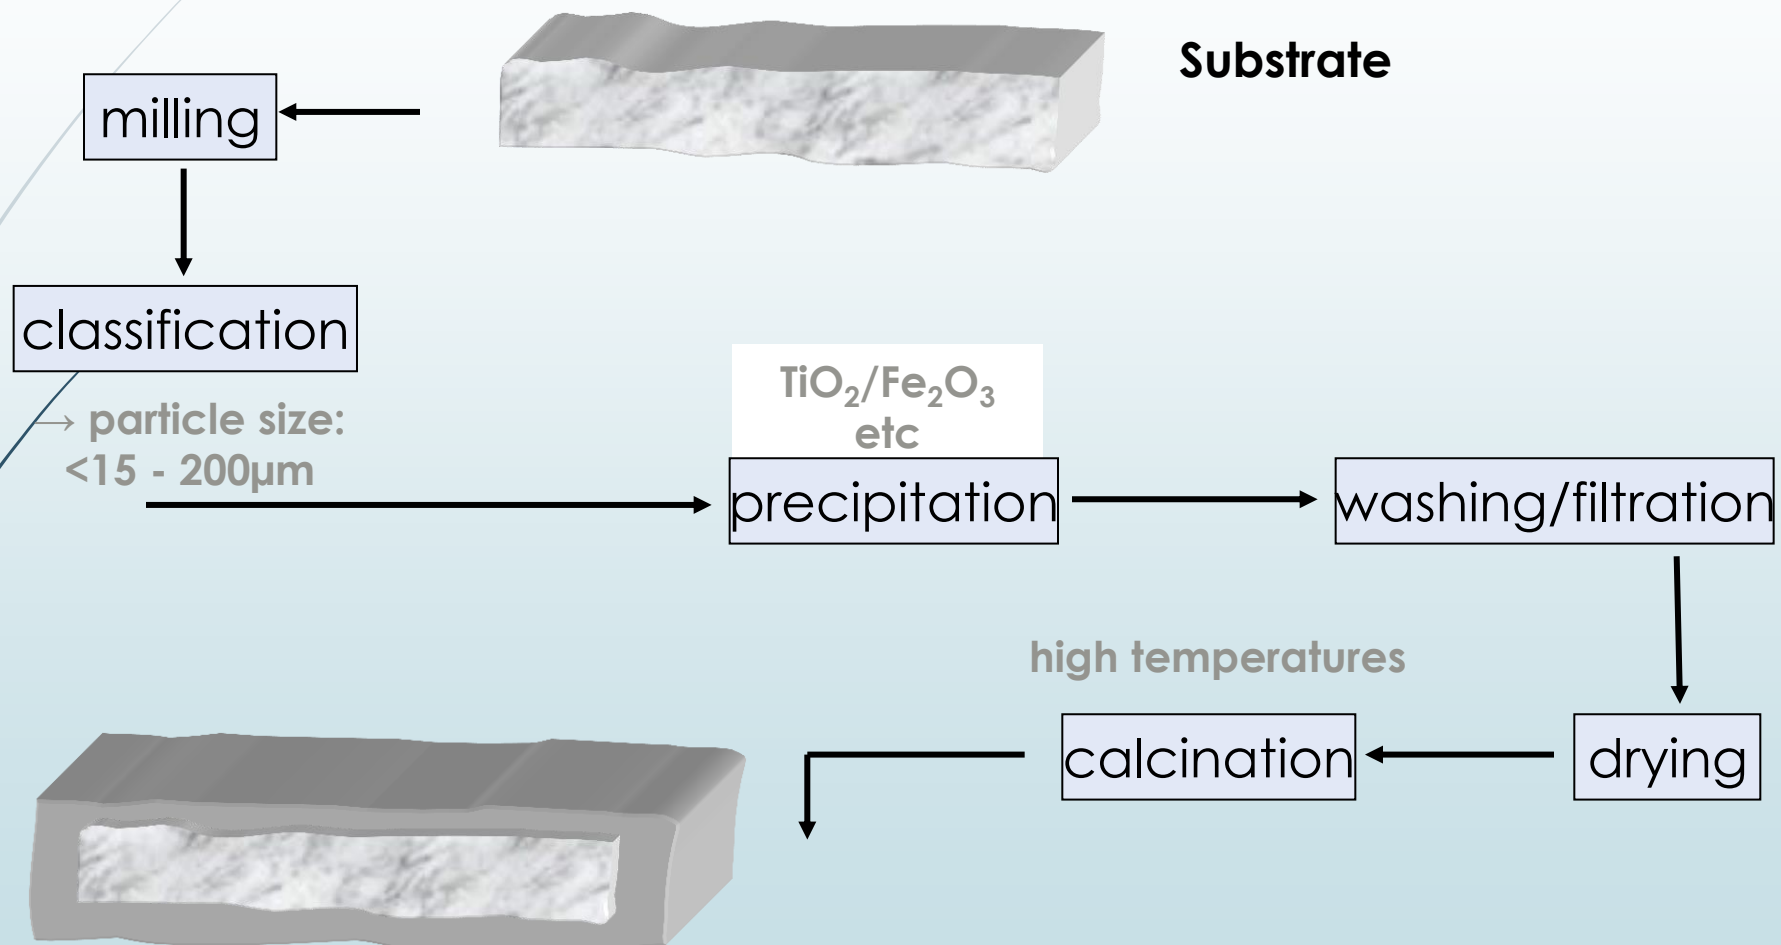 Substrate
milling
classification
→ particle size:
<15 - 200µm
TiO₂/Fe₂O₃
etc
precipitation
washing/filtration
high temperatures
calcination
drying